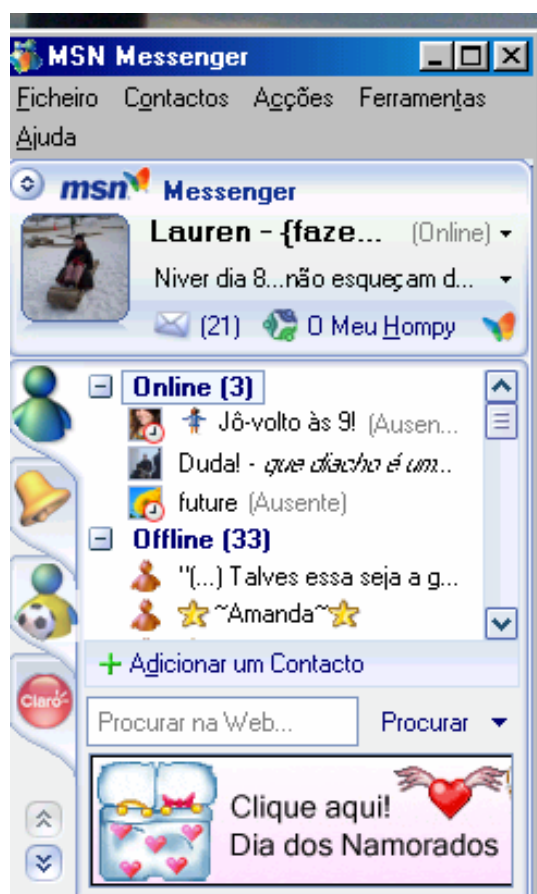 MSN Messenger
Ficheiro Contactos Acções Ferramentas
Ajuda
msn Messenger
Lauren - {faze... (Online)
Niver dia 8...não esqueçam d...
(21) O Meu Hompy
Online (3)
Jô-volto às 9! (Ausen...
Duda! - que diacho é um...
future (Ausente)
Offline (33)
"(...) Talves essa seja a g...
~Amanda~
Adicionar um Contacto
Claro
Procurar na Web... Procurar
Clique aqui!
Dia dos Namorados